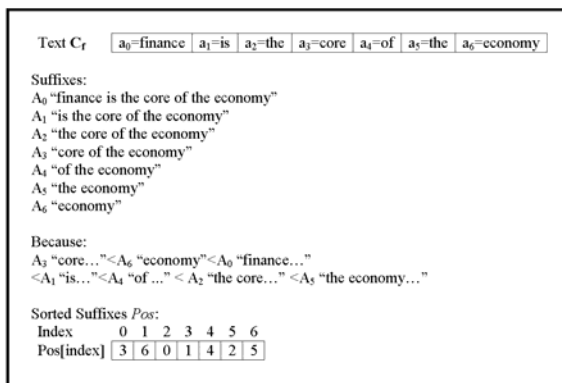 Text Cf a0=finance a1=is a2=the a3=core a4=of a5=the a6=economy
Suffixes:
A0 “finance is the core of the economy”
A1 “is the core of the economy”
A2 “the core of the economy”
A3 “core of the economy”
A4 “of the economy”
A5 “the economy”
A6 “economy”
Because:
A3 “core…”<A6 “economy”<A0 “finance…”
<A1 “is…”<A4 “of ...” < A2 “the core…” <A5 “the economy…”
Sorted Suffixes Pos:
Index 0 1 2 3 4 5 6
Pos[index] 3 6 0 1 4 2 5